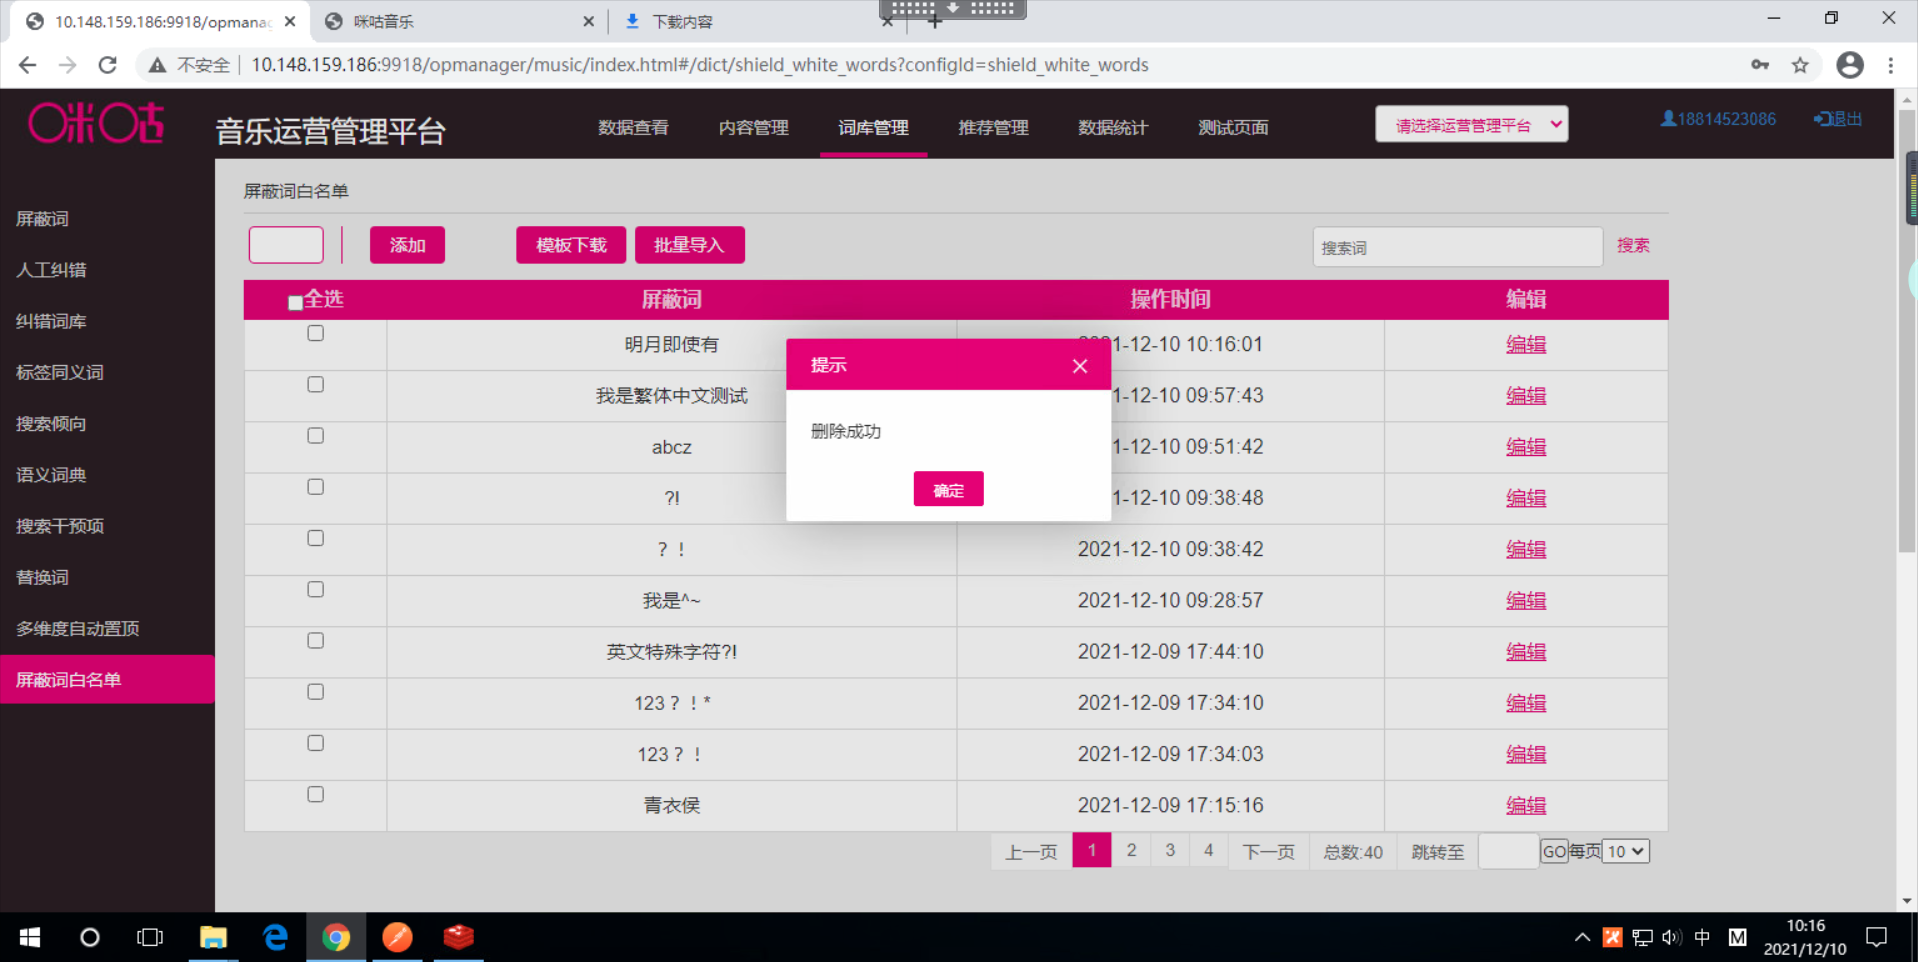 10.148.159.186:9918/opmanag
咪咕音乐
下载内容
不安全
10.148.159.186:9918/opmanager/music/index.html#/dict/shield_white_words?configId=shield_white_words
咪咕
音乐运营管理平台
数据查看
内容管理
词库管理
推荐管理
数据统计
测试页面
请选择运营管理平台
18814523086
退出
屏蔽词
人工纠错
纠错词库
标签同义词
搜索倾向
语义词典
搜索干预项
替换词
多维度自动置顶
屏蔽词白名单
屏蔽词白名单
添加
模板下载
批量导入
搜索词
搜索
全选 屏蔽词 操作时间 编辑
明月即使有 1-12-10 10:16:01 编辑
我是繁体中文测试 1-12-10 09:57:43 编辑
abcz 1-12-10 09:51:42 编辑
?! 1-12-10 09:38:48 编辑
？！ 2021-12-10 09:38:42 编辑
我是^~ 2021-12-10 09:28:57 编辑
英文特殊字符?! 2021-12-09 17:44:10 编辑
123？！* 2021-12-09 17:34:10 编辑
123？！ 2021-12-09 17:34:03 编辑
青衣侯 2021-12-09 17:15:16 编辑
提示
删除成功
确定
上一页 1 2 3 4 下一页 总数:40 跳转至 GO 每页 10
中
M
10:16
2021/12/10